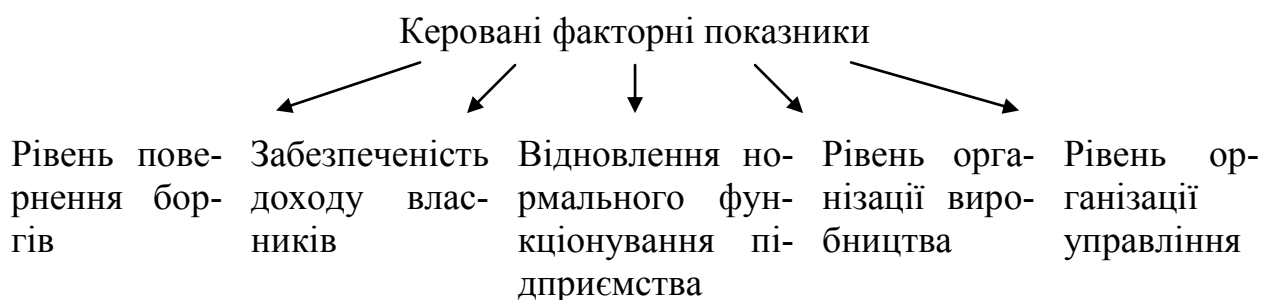 Керовані факторні показники
Рівень пове-
рнення бор-
гів
Забезпеченість
доходу влас-
ників
Відновлення но-
рмального фун-
кціонування пі-
дприємства
Рівень орга-
нізації виро-
бництва
Рівень ор-
ганізації
управління